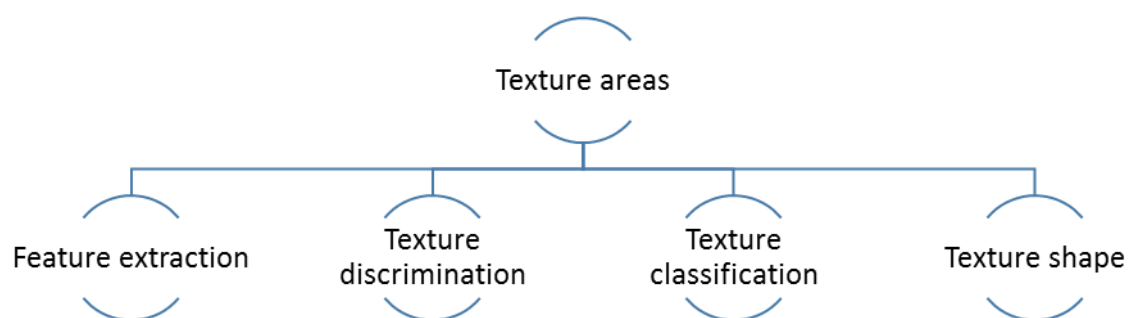 Texture areas
Feature extraction
Texture
discrimination
Texture
classification
Texture shape